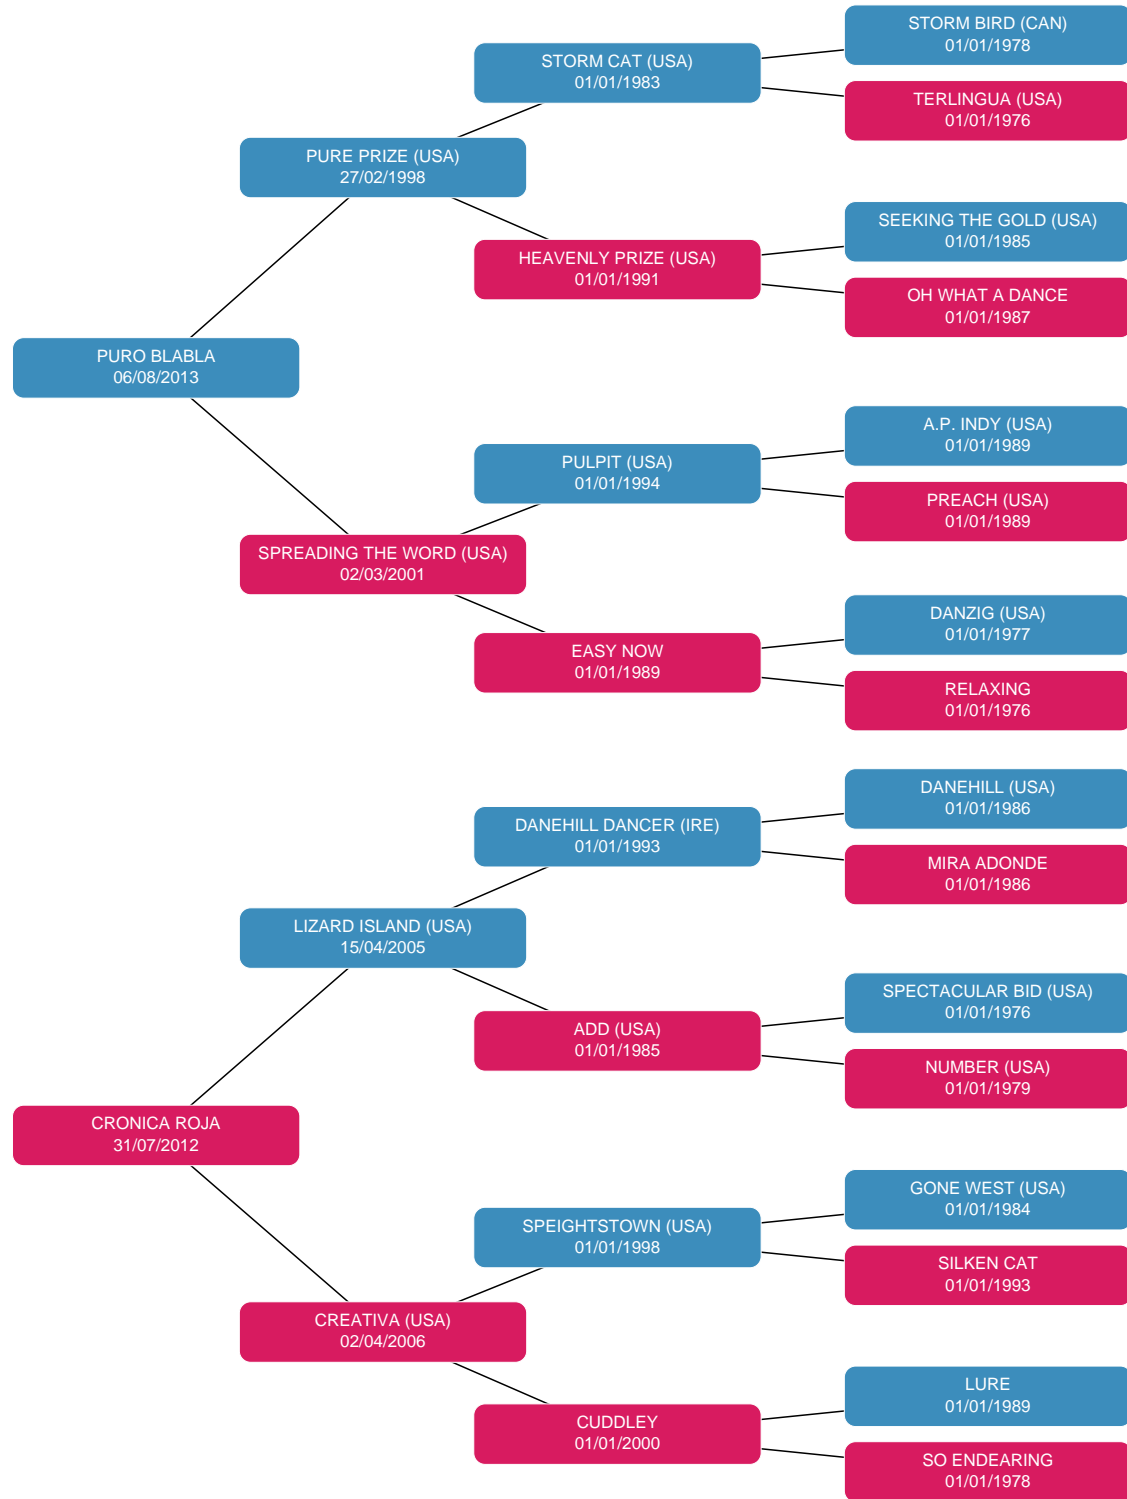 STORM BIRD (CAN)
01/01/1978
STORM CAT (USA)
01/01/1983
TERLINGUA (USA)
01/01/1976
PURE PRIZE (USA)
27/02/1998
SEEKING THE GOLD (USA)
01/01/1985
HEAVENLY PRIZE (USA)
01/01/1991
OH WHAT A DANCE
01/01/1987
PURO BLABLA
06/08/2013
A.P. INDY (USA)
01/01/1989
PULPIT (USA)
01/01/1994
PREACH (USA)
01/01/1989
SPREADING THE WORD (USA)
02/03/2001
DANZIG (USA)
01/01/1977
EASY NOW
01/01/1989
RELAXING
01/01/1976
DANEHILL (USA)
01/01/1986
DANEHILL DANCER (IRE)
01/01/1993
MIRA ADONDE
01/01/1986
LIZARD ISLAND (USA)
15/04/2005
SPECTACULAR BID (USA)
01/01/1976
ADD (USA)
01/01/1985
NUMBER (USA)
01/01/1979
CRONICA ROJA
31/07/2012
GONE WEST (USA)
01/01/1984
SPEIGHTSTOWN (USA)
01/01/1998
SILKEN CAT
01/01/1993
CREATIVA (USA)
02/04/2006
LURE
01/01/1989
CUDDLEY
01/01/2000
SO ENDEARING
01/01/1978